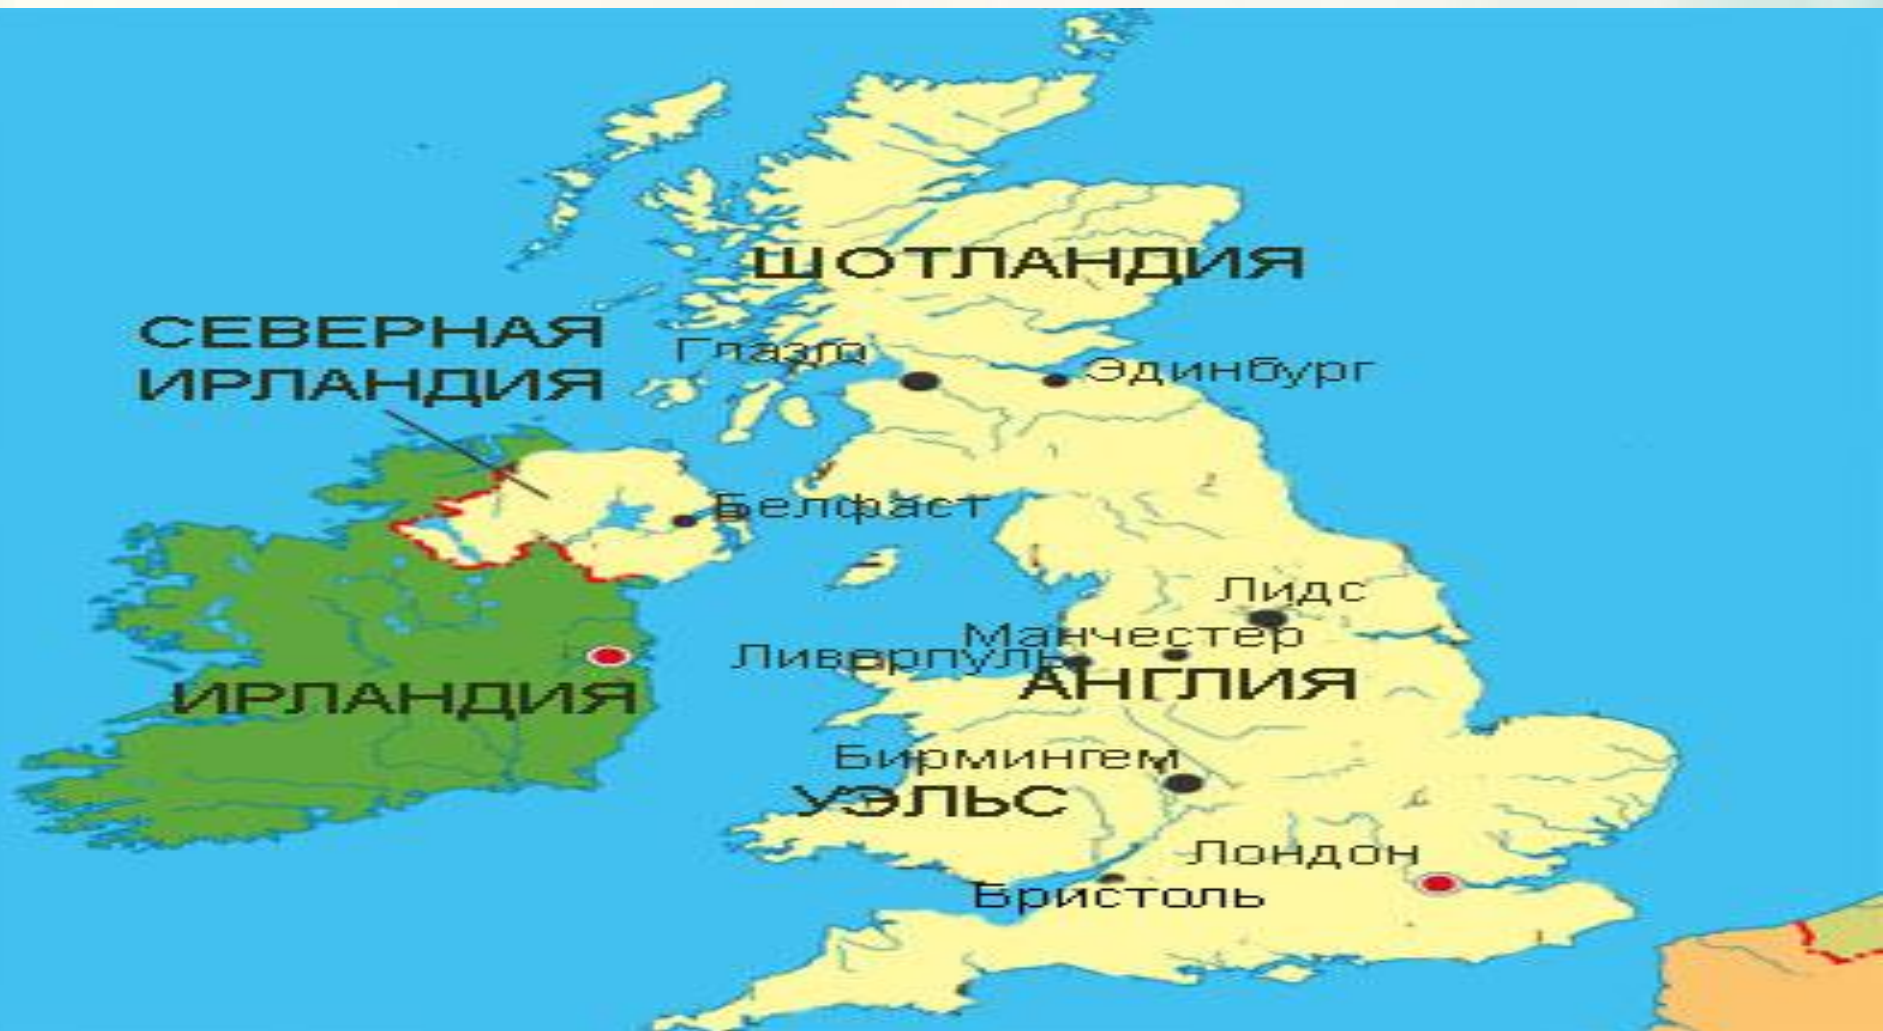 ШОТЛАНДИЯ
СЕВЕРНАЯ
ИРЛАНДИЯ
Глазго
Эдинбург
Белфаст
Лидс
Манчестер
Ливерпуль
АНГЛИЯ
ИРЛАНДИЯ
Бирмингем
УЭЛЬС
Лондон
Бристоль